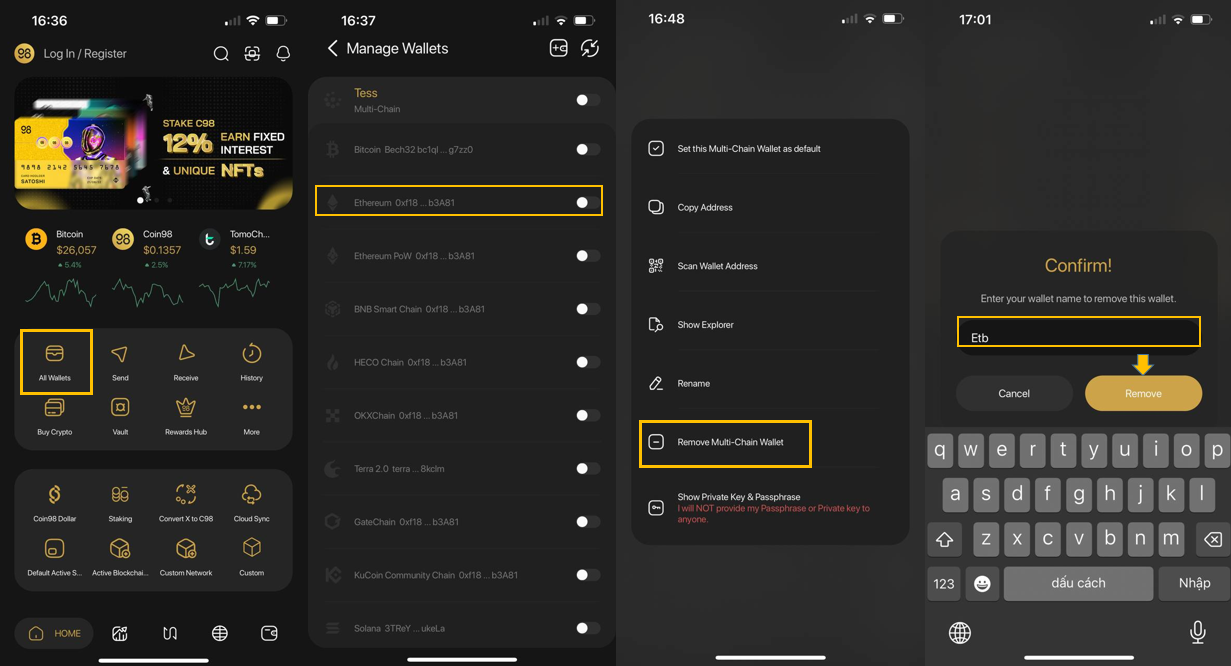 16:36
Log In / Register
STAKE C98
12% EARN FIXED INTEREST
& UNIQUE NFTs
98
9898 2142 5645 7678
SATOSHI
Bitcoin
$26,057
5.4%
Coin98
$0.1357
2.5%
TomoCh...
$1.59
7.17%
All Wallets
Send
Receive
History
Buy Crypto
Vault
Rewards Hub
More
Coin98 Dollar
Staking
Convert X to C98
Cloud Sync
Default Active S...
Active Blockchai...
Custom Network
Custom
HOME
16:37
Manage Wallets
Tess
Multi-Chain
Bitcoin Bech32 bc1ql ... g7zz0
Ethereum 0xf18 ... b3A81
Ethereum PoW 0xf18 ... b3A81
BNB Smart Chain 0xf18 ... b3A81
HECO Chain 0xf18 ... b3A81
OKXChain 0xf18 ... b3A81
Terra 2.0 terra ... 8kclm
GateChain 0xf18 ... b3A81
KuCoin Community Chain 0xf18 ... b3A81
Solana 3TReY ... ukeLa
16:48
Set this Multi-Chain Wallet as default
Copy Address
Scan Wallet Address
Show Explorer
Rename
Remove Multi-Chain Wallet
Show Private Key & Passphrase
I will NOT provide my Passphrase or Private key to
anyone.
17:01
Confirm!
Enter your wallet name to remove this wallet.
Etb
Cancel
Remove
q w e r t y u i o p
a s d f g h j k l
z x c v b n m
123
dấu cách
Nhập